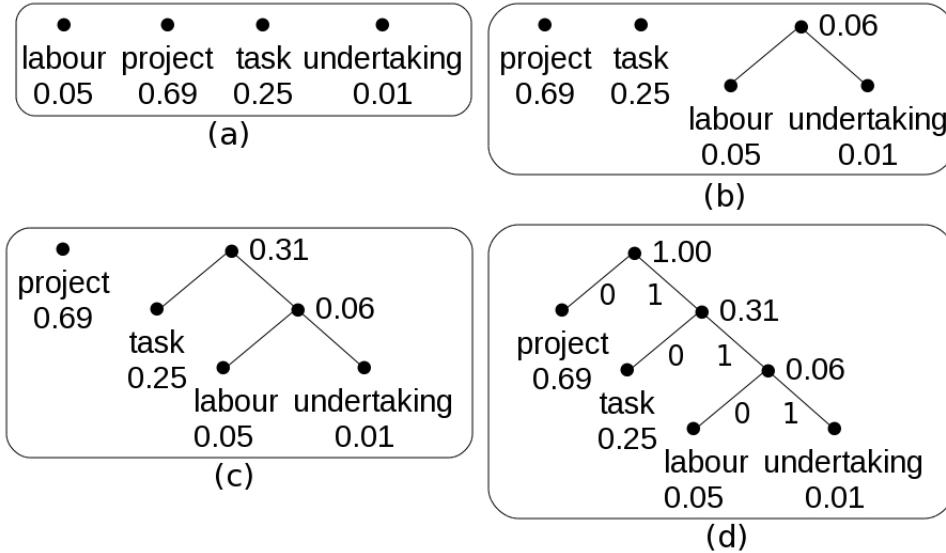 labour project task undertaking
0.05 0.69 0.25 0.01
(a)
0.06
project task
0.69 0.25
labour undertaking
0.05 0.01
(b)
project
0.69
0.31
0.06
task
0.25
labour undertaking
0.05 0.01
(c)
1.00
0 1
0.31
project
0.69
0 1
0.06
task
0.25
0 1
labour undertaking
0.05 0.01
(d)